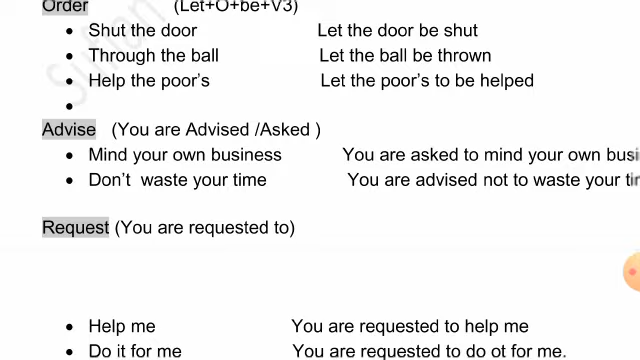 Order (Let+O+be+V3)
• Shut the door Let the door be shut
• Through the ball Let the ball be thrown
• Help the poor's Let the poor's to be helped
•
Advise (You are Advised /Asked )
• Mind your own business You are asked to mind your own busi
• Don't waste your time You are advised not to waste your ti
Request (You are requested to)
• Help me You are requested to help me
• Do it for me You are requested to do ot for me.